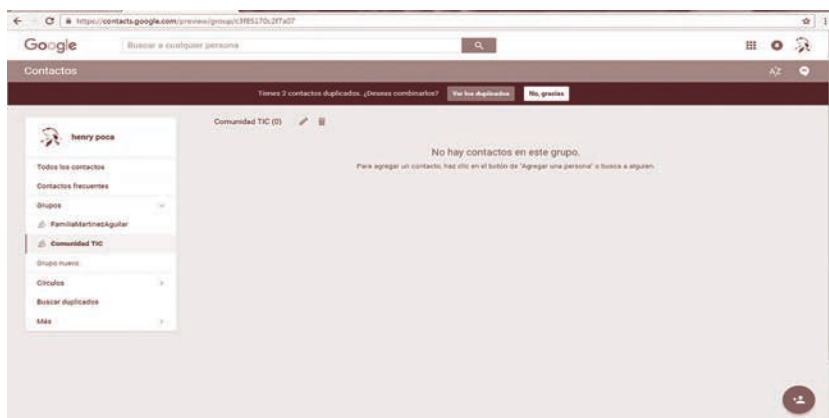 https://contacts.google.com/preview/group/c3f85170c2f7a07
Google
Buscar a cualquier persona
Contactos
Tienes 2 contactos duplicados. ¿Deseas combinarlos?
Ver los duplicados
No, gracias
henry poca
Todos los contactos
Contactos frecuentes
Grupos
FamiliaMartinezAguilar
Comunidad TIC
Grupo nuevo
Círculos
Buscar duplicados
Más
Comunidad TIC (0)
No hay contactos en este grupo.
Para agregar un contacto, haz clic en el botón de "Agregar una persona" o busca a alguien.